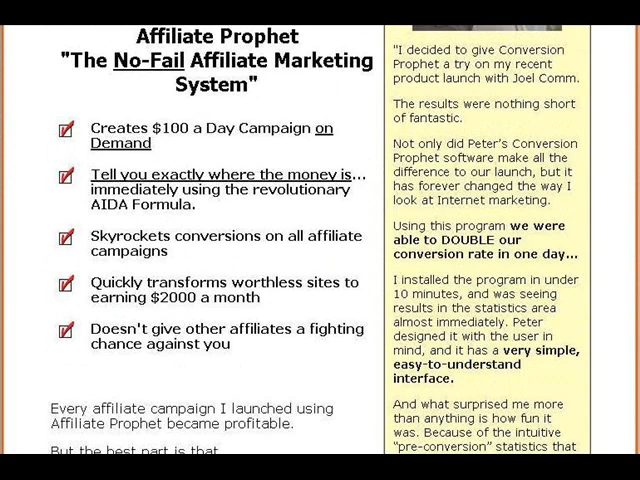 Affiliate Prophet
"The No-Fail Affiliate Marketing
System"
Creates $100 a Day Campaign on
Demand
Tell you exactly where the money is...
immediately using the revolutionary
AIDA Formula.
Skyrockets conversions on all affiliate
campaigns
Quickly transforms worthless sites to
earning $2000 a month
Doesn't give other affiliates a fighting
chance against you
Every affiliate campaign I launched using
Affiliate Prophet became profitable.
But the best part is that
"I decided to give Conversion
Prophet a try on my recent
product launch with Joel Comm.
The results were nothing short
of fantastic.
Not only did Peter's Conversion
Prophet software make all the
difference to our launch, but it
has forever changed the way I
look at Internet marketing.
Using this program we were
able to DOUBLE our
conversion rate in one day...
I installed the program in under
10 minutes, and was seeing
results in the statistics area
almost immediately. Peter
designed it with the user in
mind, and it has a very simple,
easy-to-understand
interface.
And what surprised me more
than anything is how fun it
was. Because of the intuitive
"pre-conversion" statistics that